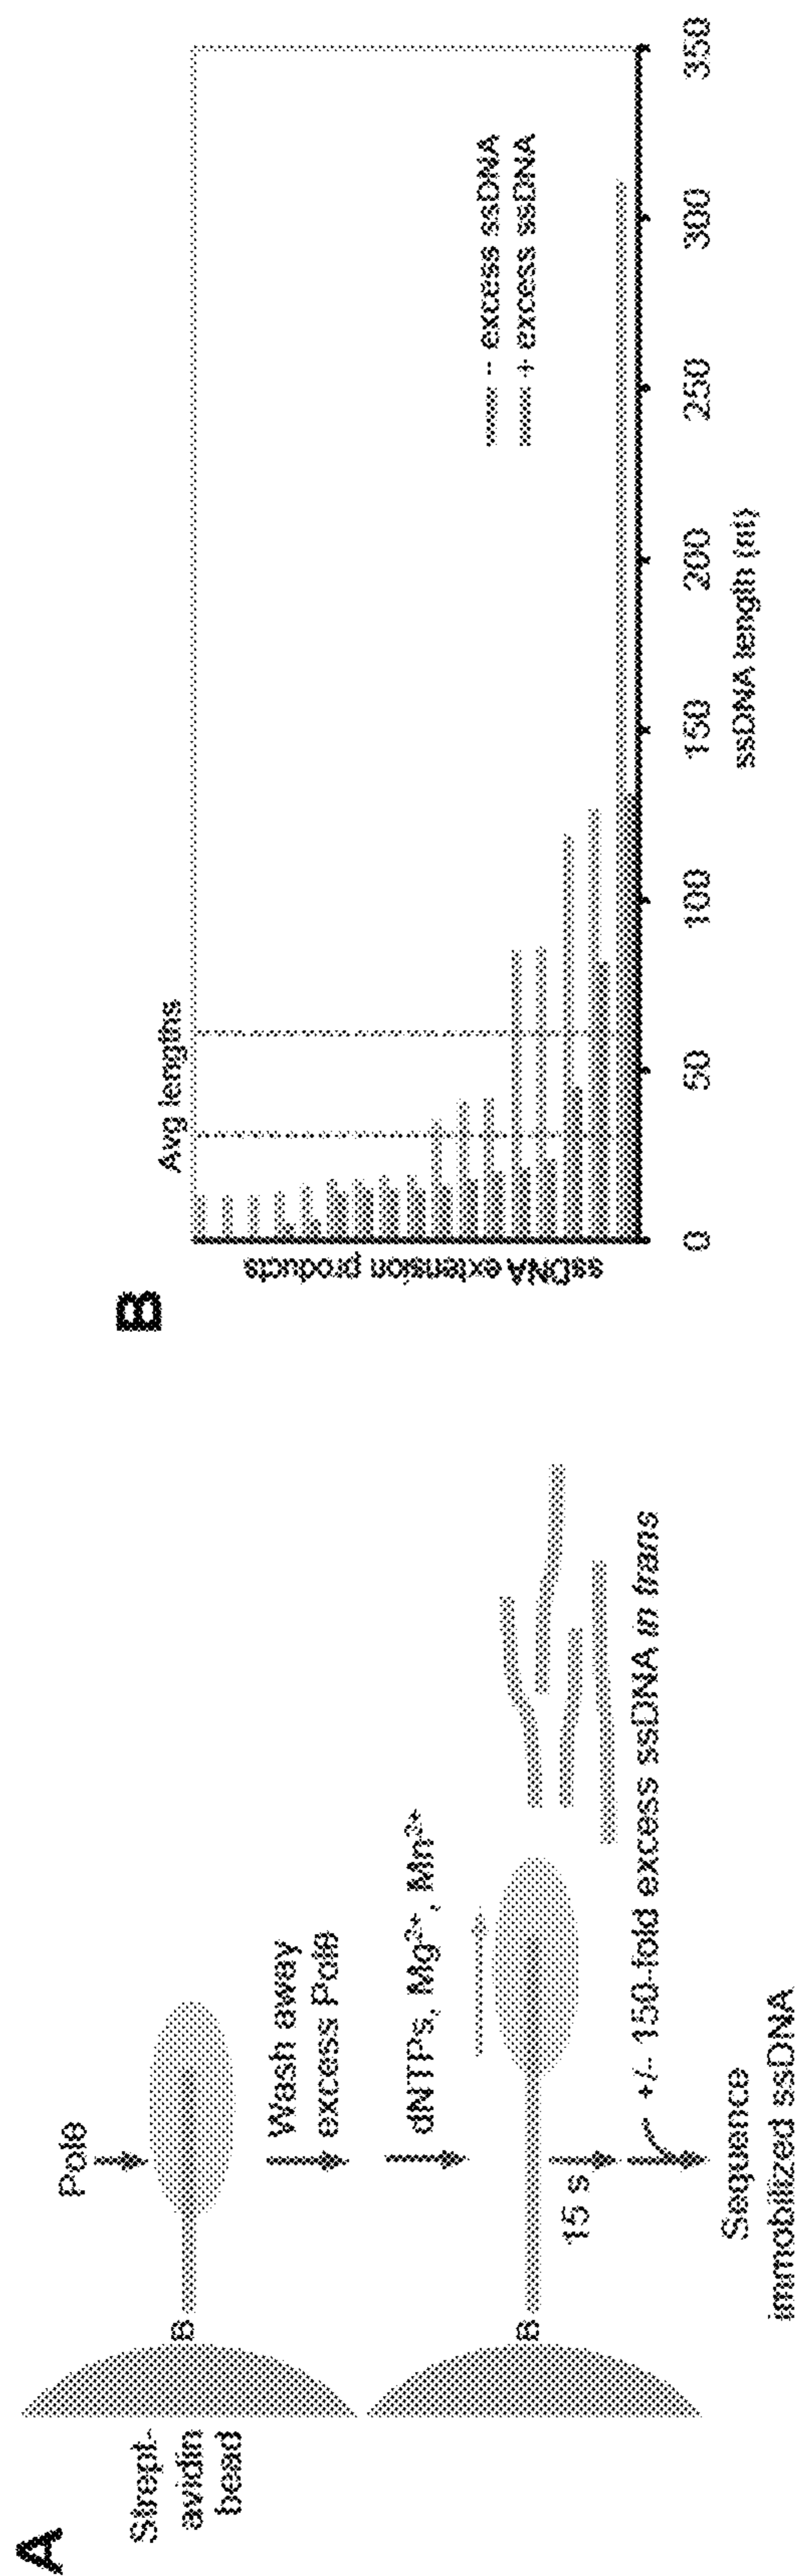 A
Strept-
avidin
bead
Polθ
B
Wash away
excess Polθ
dNTPs, Mg²⁺, Mn²⁺
B
15 s
+/- 150-fold excess ssDNA in trans
Sequence
immobilized ssDNA
B
Avg lengths
ssDNA extension products
- excess ssDNA
+ excess ssDNA
0 50 100 150 200 250 300 350
ssDNA length (nt)